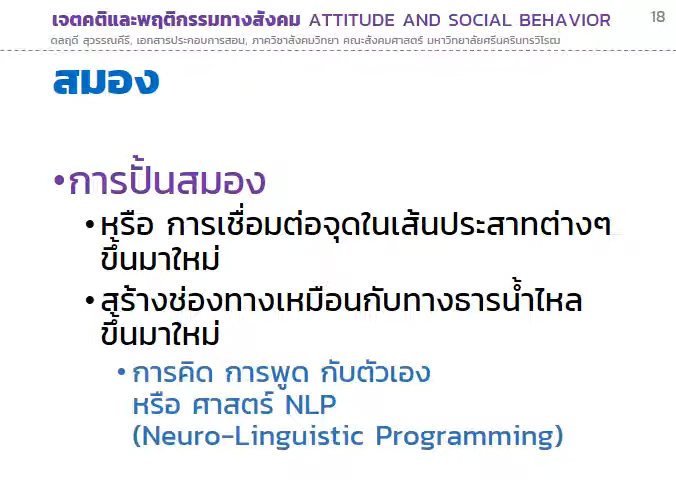 เจตคติและพฤติกรรมทางสังคม ATTITUDE AND SOCIAL BEHAVIOR 18
ดลฤดี สุวรรณคีรี, เอกสารประกอบการสอน, ภาควิชาสังคมวิทยา คณะสังคมศาสตร์ มหาวิทยาลัยศรีนครินทรวิโรฒ
สมอง
•การปั้นสมอง
•หรือ การเชื่อมต่อจุดในเส้นประสาทต่างๆ
ขึ้นมาใหม่
•สร้างช่องทางเหมือนกับทางธารน้ำไหล
ขึ้นมาใหม่
•การคิด การพูด กับตัวเอง
หรือ ศาสตร์ NLP
(Neuro-Linguistic Programming)